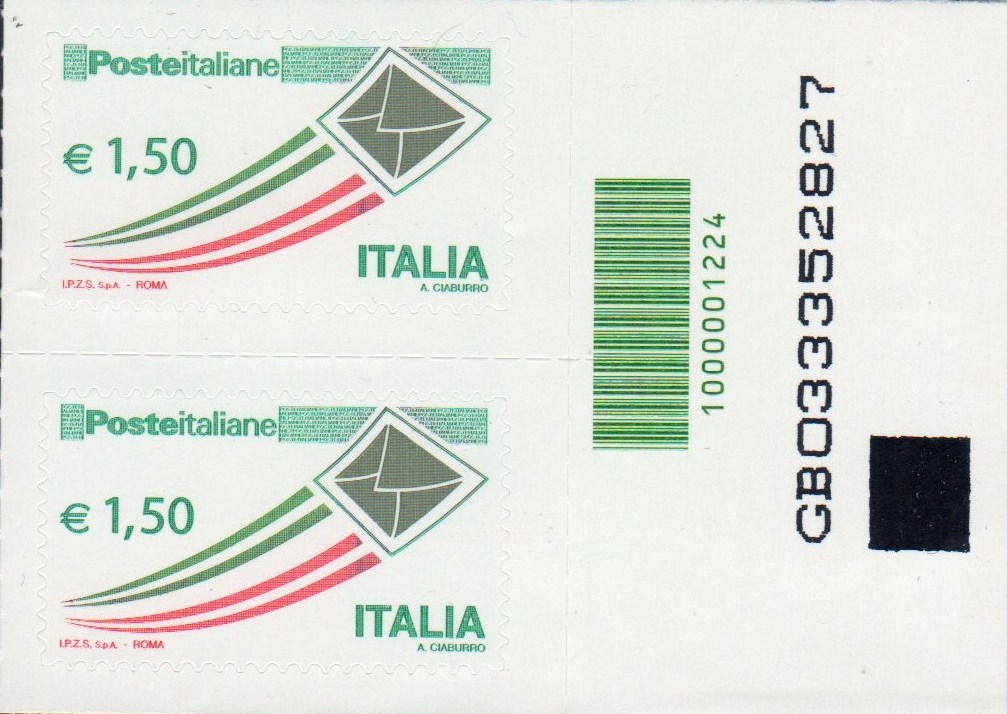 Posteitaliane
€ 1,50
ITALIA
I.P.Z.S. S.p.A. - ROMA
A. CIABURRO
Posteitaliane
€ 1,50
ITALIA
I.P.Z.S. S.p.A. - ROMA
A. CIABURRO
1000001224
GB033352827